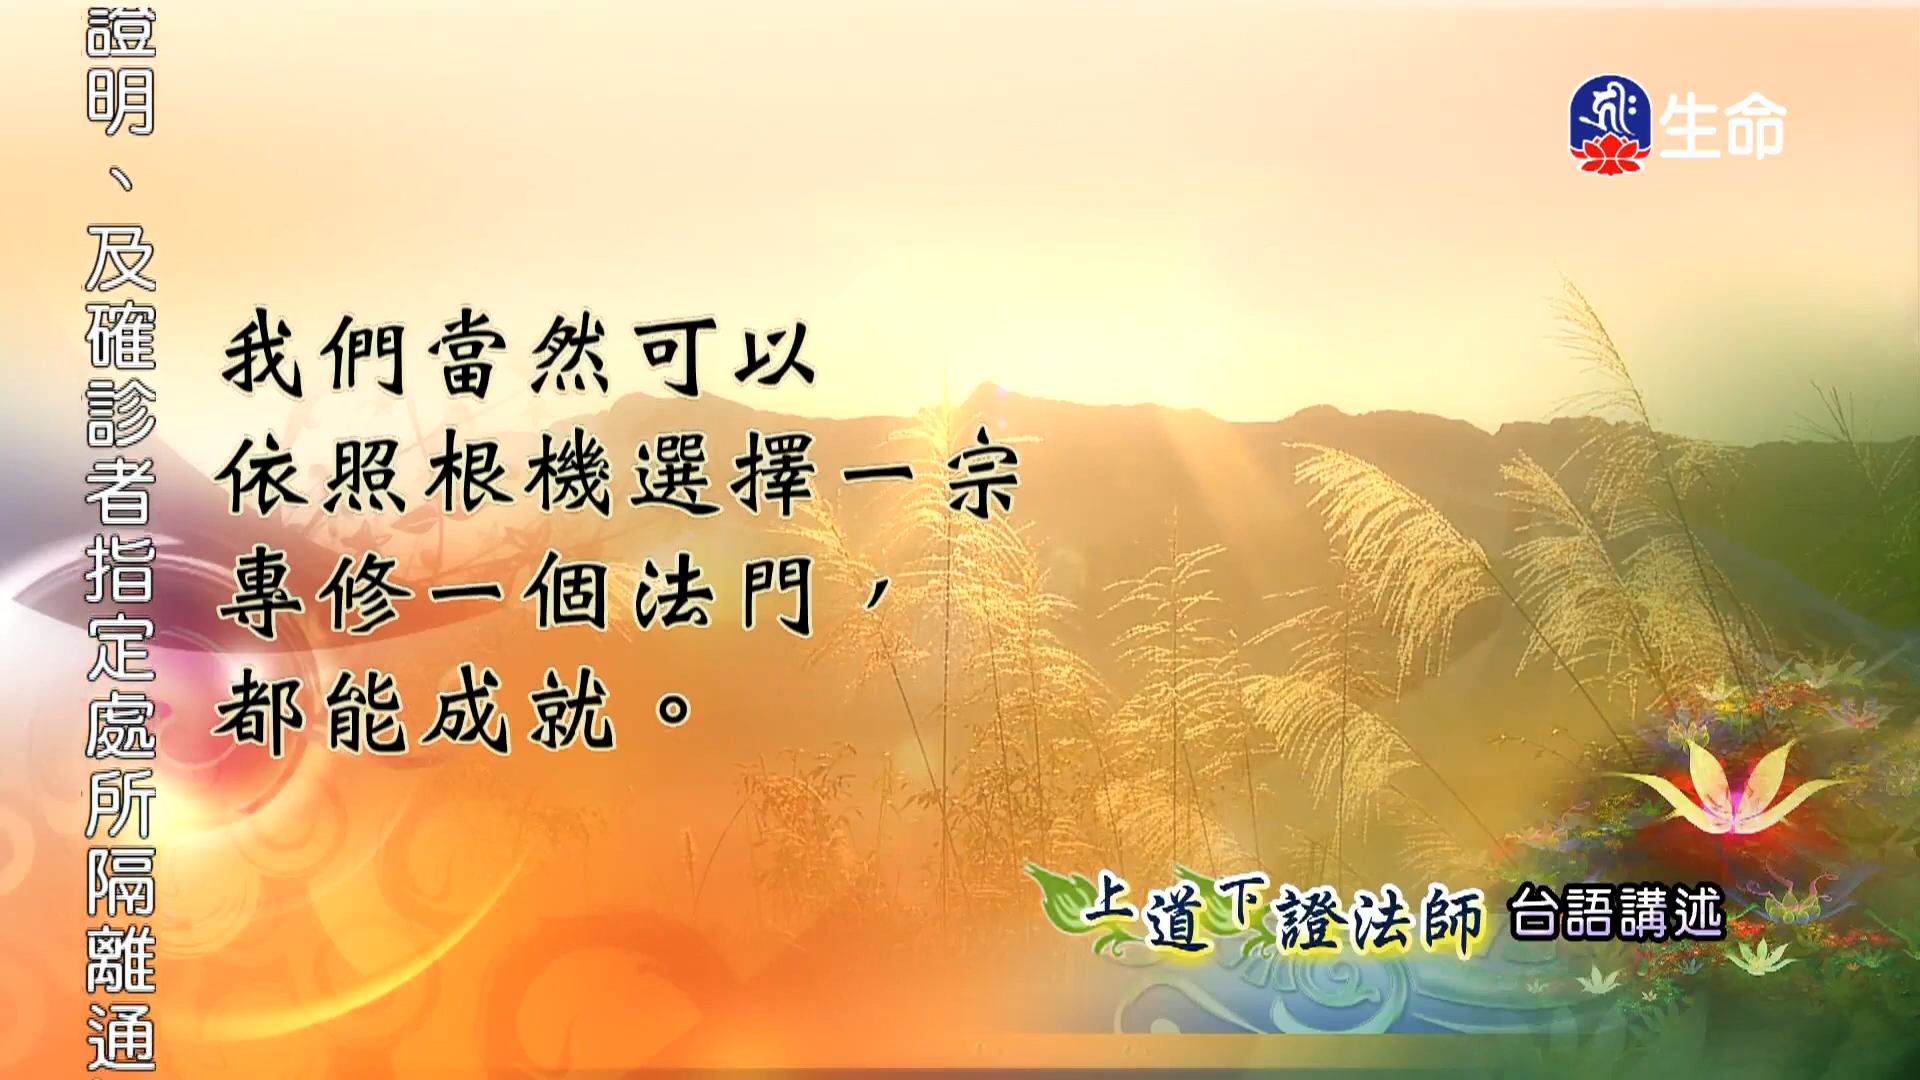 證明、及確診者指定處所隔離通
生命
我們當然可以
依照根機選擇一宗
專修一個法門，
都能成就。
上道下證法師 台語講述